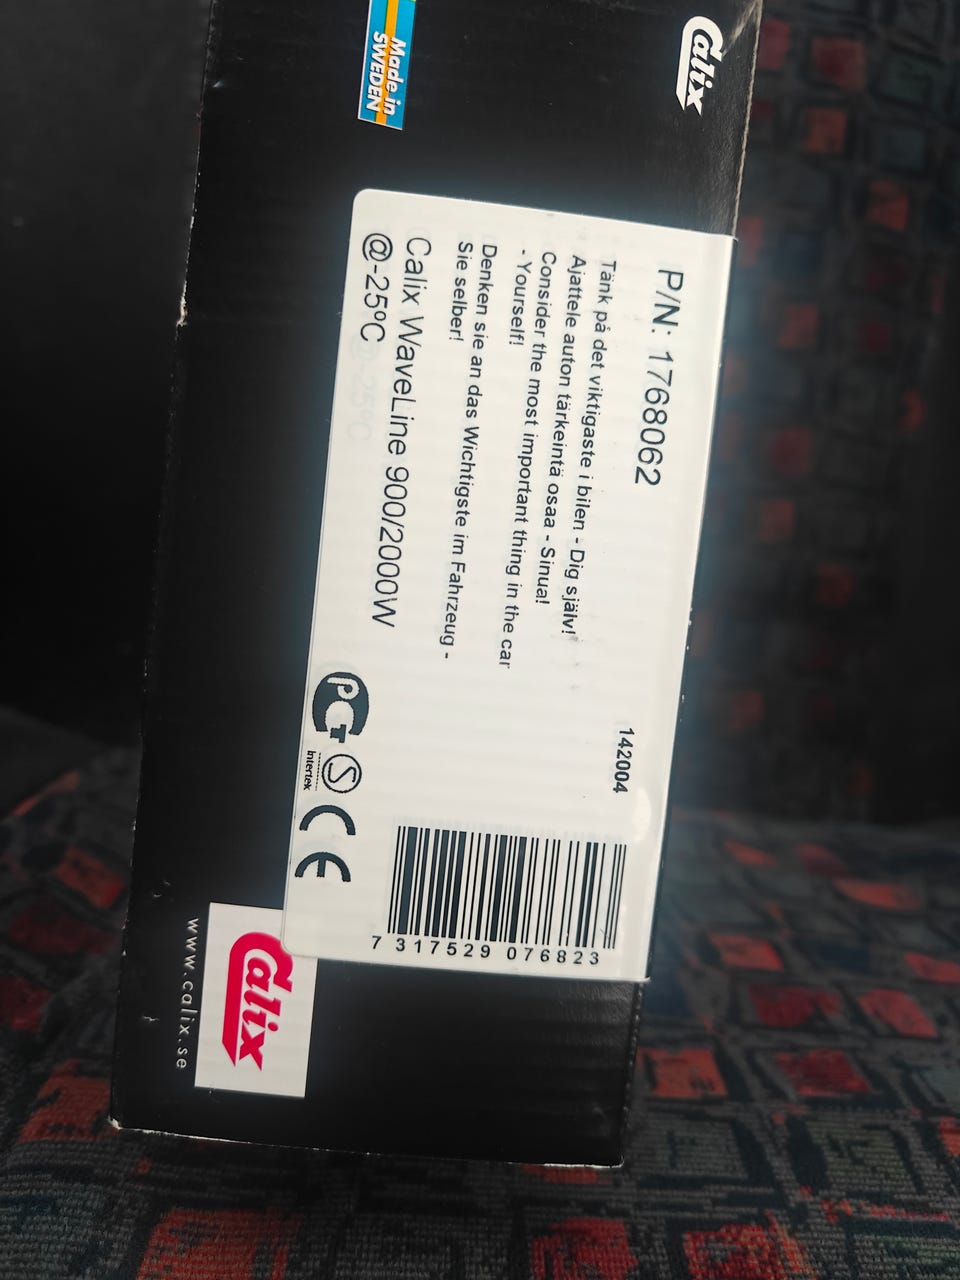 Calix
Made in
SWEDEN
P/N: 1768062
142004
Tänk på det viktigaste i bilen - Dig själv!
Ajattele auton tärkeintä osaa - Sinua!
Consider the most important thing in the car
- Yourself!
Denken sie an das Wichtigste im Fahrzeug -
Sie selber!
Calix WaveLine 900/2000W
@-25ºC
PG
S
Intertek
CE
7 317529 076823
Calix
www.calix.se